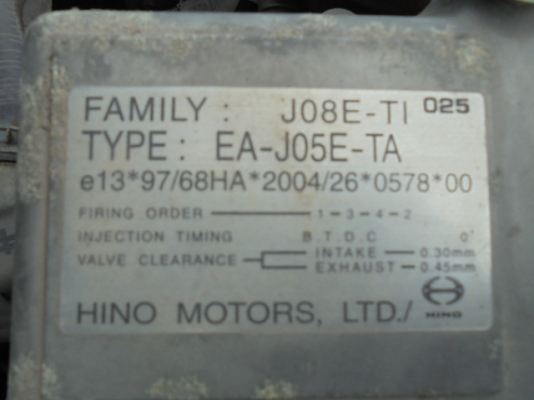 FAMILY : J08E-TI 025
TYPE : EA-J05E-TA
e13*97/68HA*2004/26*0578*00
FIRING ORDER 1-3-4-2
INJECTION TIMING B.T.D.C 0°
VALVE CLEARANCE INTAKE 0.30mm
EXHAUST 0.45mm
HINO MOTORS, LTD./ HINO